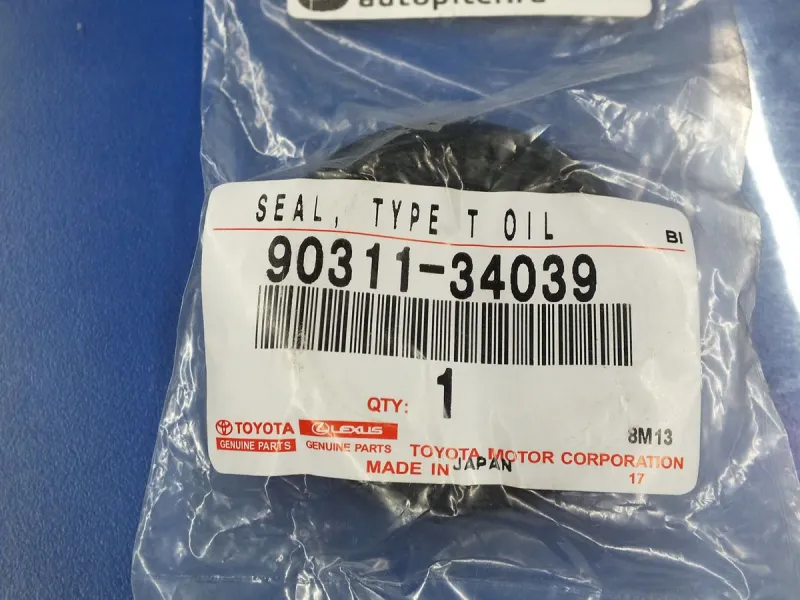 SEAL, TYPE T OIL
BI
90311-34039
QTY: 1
TOYOTA
GENUINE PARTS
LEXUS
GENUINE PARTS
8M13
TOYOTA MOTOR CORPORATION
MADE IN JAPAN
17